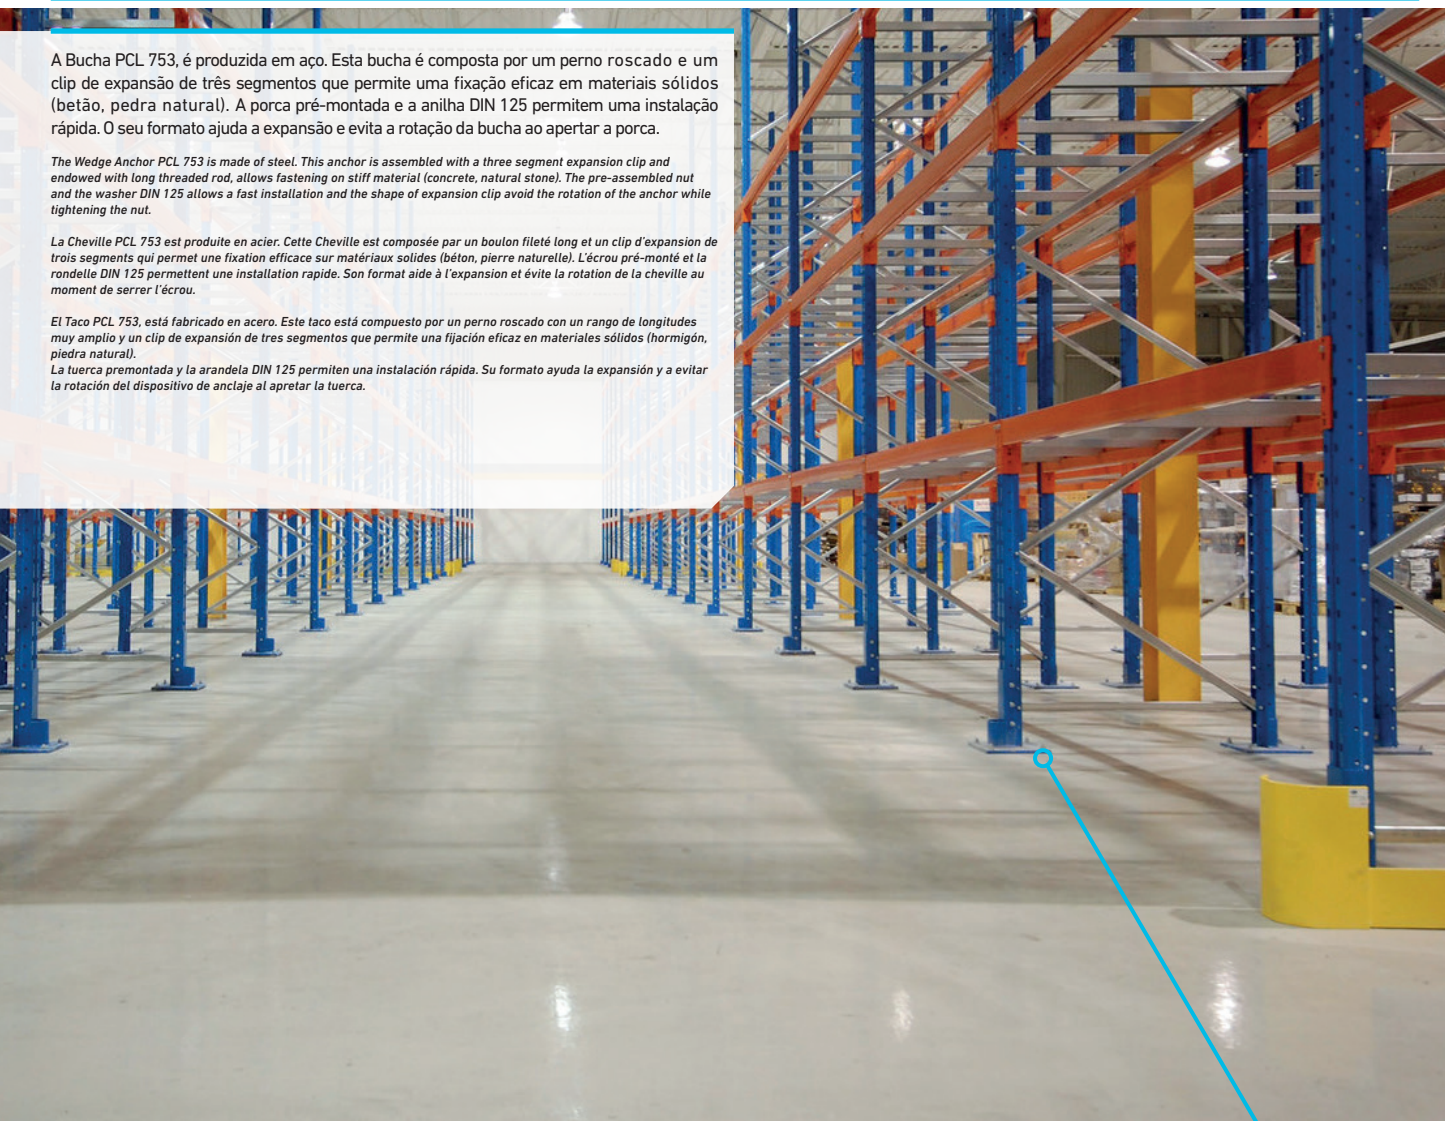 A Bucha PCL 753, é produzida em aço. Esta bucha é composta por um perno roscado e um
clip de expansão de três segmentos que permite uma fixação eficaz em materiais sólidos
(betão, pedra natural). A porca pré-montada e a anilha DIN 125 permitem uma instalação
rápida. O seu formato ajuda a expansão e evita a rotação da bucha ao apertar a porca.
The Wedge Anchor PCL 753 is made of steel. This anchor is assembled with a three segment expansion clip and
endowed with long threaded rod, allows fastening on stiff material (concrete, natural stone). The pre-assembled nut
and the washer DIN 125 allows a fast installation and the shape of expansion clip avoid the rotation of the anchor while
tightening the nut.
La Cheville PCL 753 est produite en acier. Cette Cheville est composée par un boulon fileté long et un clip d'expansion de
trois segments qui permet une fixation efficace sur matériaux solides (béton, pierre naturelle). L'écrou pré-monté et la
rondelle DIN 125 permettent une installation rapide. Son format aide à l'expansion et évite la rotation de la cheville au
moment de serrer l'écrou.
El Taco PCL 753, está fabricado en acero. Este taco está compuesto por un perno roscado con un rango de longitudes
muy amplio y un clip de expansión de tres segmentos que permite una fijación eficaz en materiales sólidos (hormigón,
piedra natural).
La tuerca premontada y la arandela DIN 125 permiten una instalación rápida. Su formato ayuda la expansión y a evitar
la rotación del dispositivo de anclaje al apretar la tuerca.